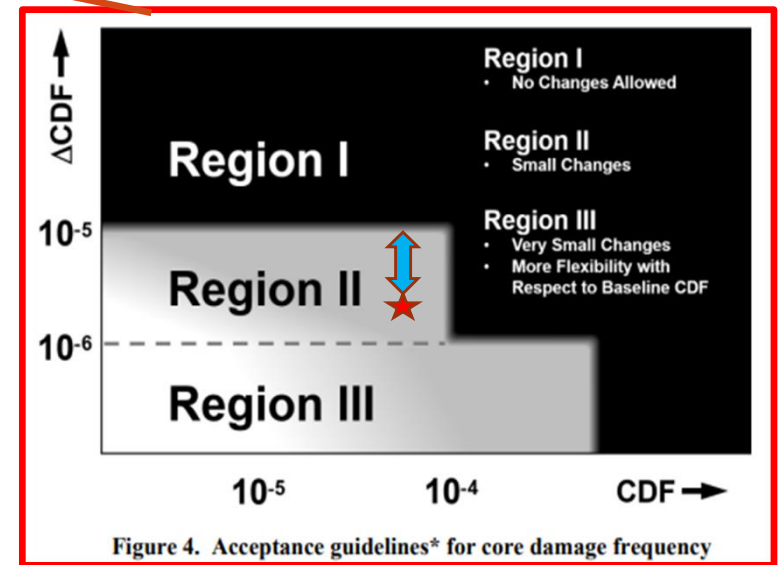 ΔCDF →
Region I
• No Changes Allowed
Region II
• Small Changes
Region III
• Very Small Changes
• More Flexibility with
Respect to Baseline CDF
Region I
10-5
Region II
10-6
Region III
10-5 10-4 CDF →
Figure 4. Acceptance guidelines* for core damage frequency